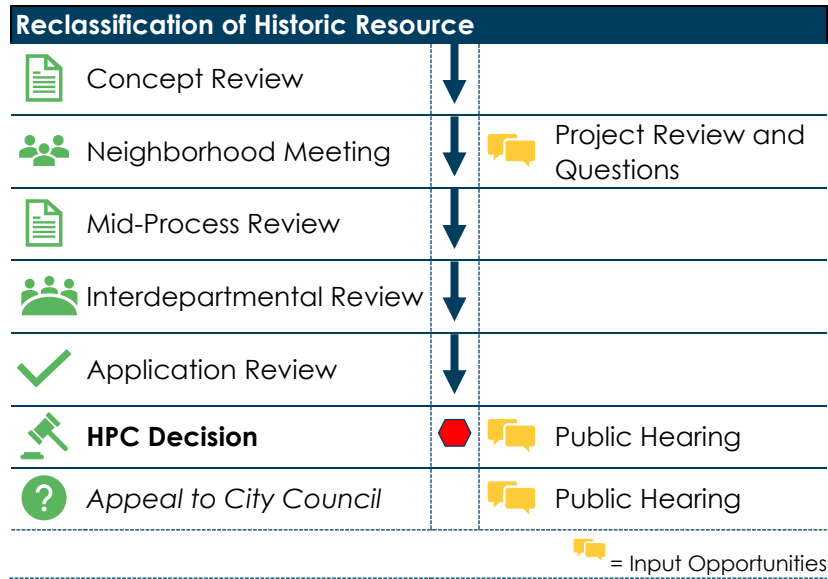 Reclassification of Historic Resource
Concept Review
Neighborhood Meeting
Project Review and
Questions
Mid-Process Review
Interdepartmental Review
Application Review
HPC Decision
Public Hearing
?
Appeal to City Council
Public Hearing
= Input Opportunities